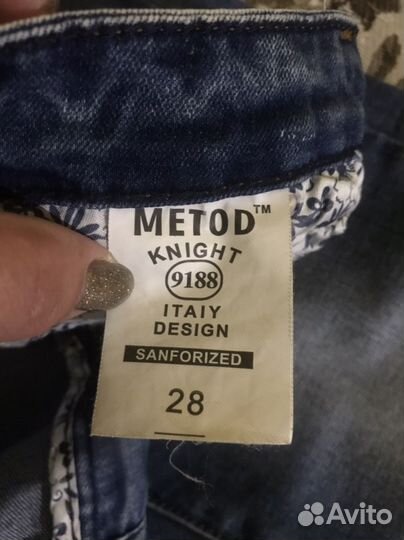 METOD™
KNIGHT
9188
ITAIY
DESIGN
SANFORIZED
28
Avito